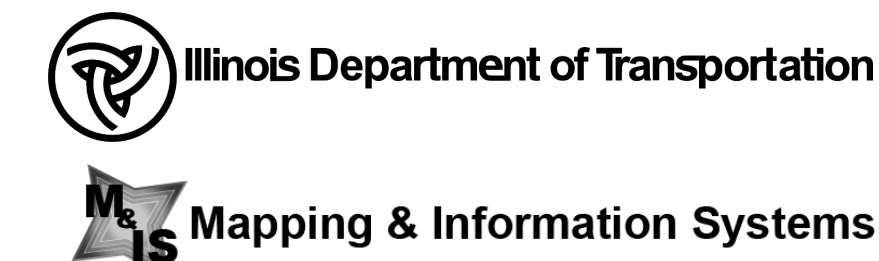 Illinois Department of Transportation
M&IS Mapping & Information Systems